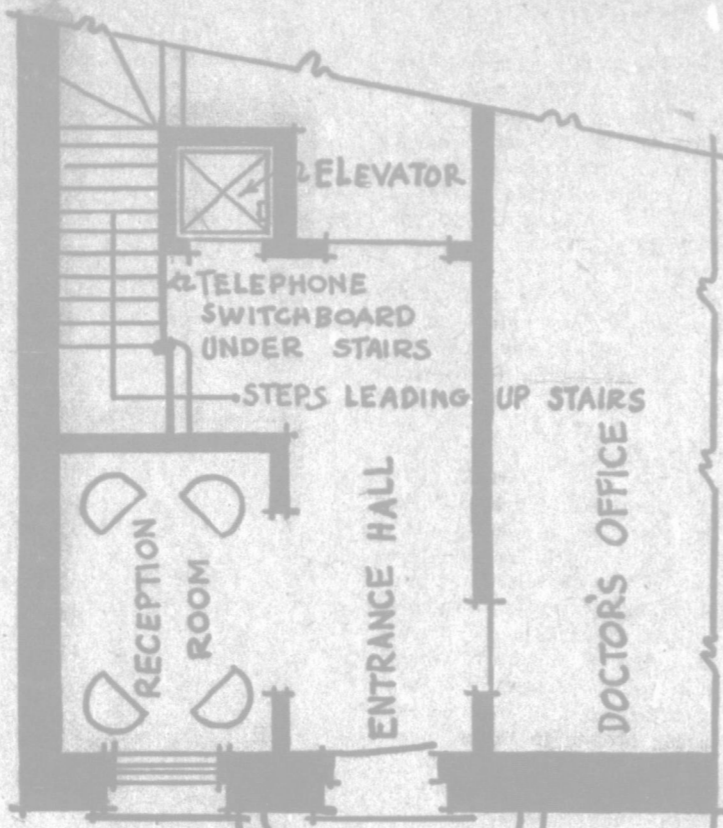 ELEVATOR
TELEPHONE
SWITCHBOARD
UNDER STAIRS
STEPS LEADING UP STAIRS
RECEPTION
ROOM
ENTRANCE HALL
DOCTOR'S OFFICE